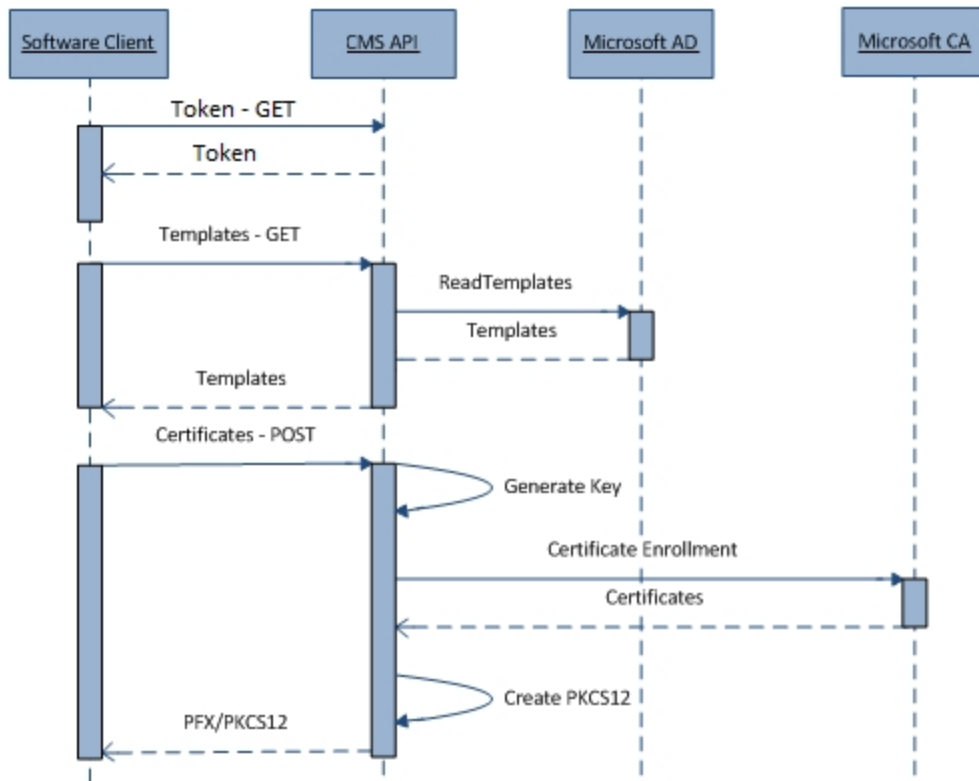 Software Client
CMS API
Microsoft AD
Microsoft CA
Token - GET
Token
Templates - GET
ReadTemplates
Templates
Templates
Certificates - POST
Generate Key
Certificate Enrollment
Certificates
Create PKCS12
PFX/PKCS12